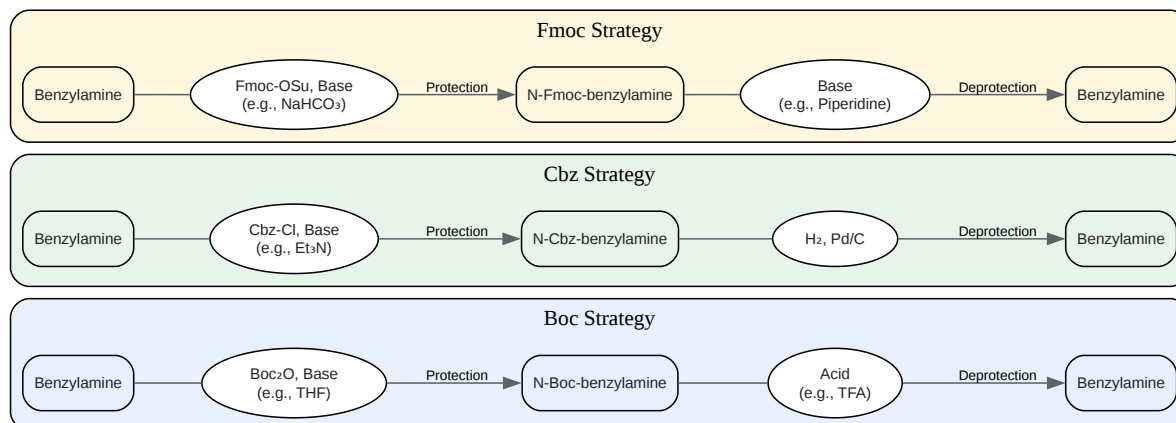 Fmoc Strategy
Benzylamine
Fmoc-OSu, Base
(e.g., NaHCO₃)
Protection
N-Fmoc-benzylamine
Base
(e.g., Piperidine)
Deprotection
Benzylamine
Cbz Strategy
Benzylamine
Cbz-Cl, Base
(e.g., Et₃N)
Protection
N-Cbz-benzylamine
H₂, Pd/C
Deprotection
Benzylamine
Boc Strategy
Benzylamine
Boc₂O, Base
(e.g., THF)
Protection
N-Boc-benzylamine
Acid
(e.g., TFA)
Deprotection
Benzylamine